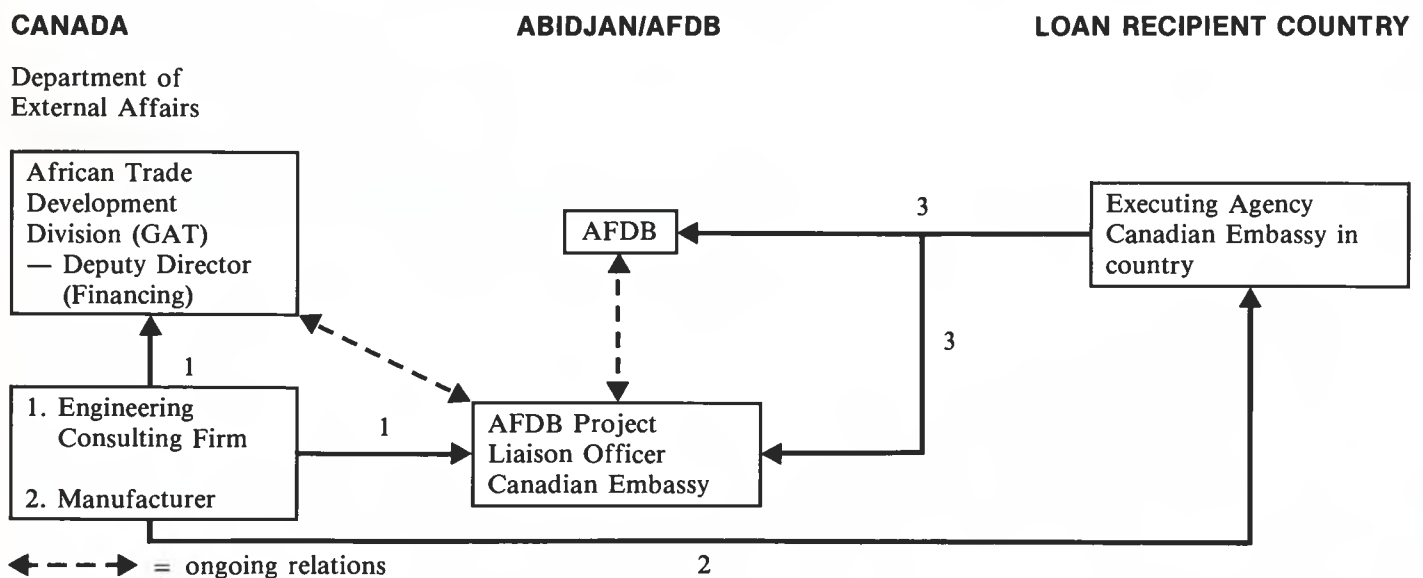 CANADA
ABIDJAN/AFDB
LOAN RECIPIENT COUNTRY
Department of
External Affairs
African Trade
Development
Division (GAT)
— Deputy Director
(Financing)
AFDB
3
Executing Agency
Canadian Embassy in
country
3
1
1. Engineering
Consulting Firm
2. Manufacturer
1
AFDB Project
Liaison Officer
Canadian Embassy
= ongoing relations
2